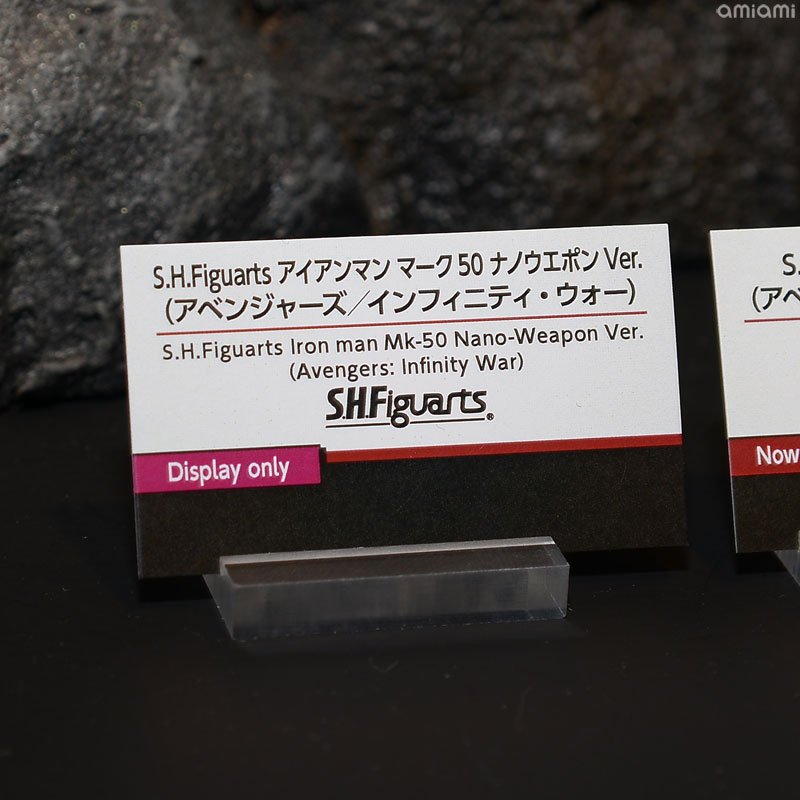 amiami
S.H.Figuarts アイアンマン マーク50 ナノウエポン Ver.
(アベンジャーズ／インフィニティ・ウォー)
S.H.Figuarts Iron man Mk-50 Nano-Weapon Ver.
(Avengers: Infinity War)
S.H.Figuarts®
Display only
S.
(アベ
Now